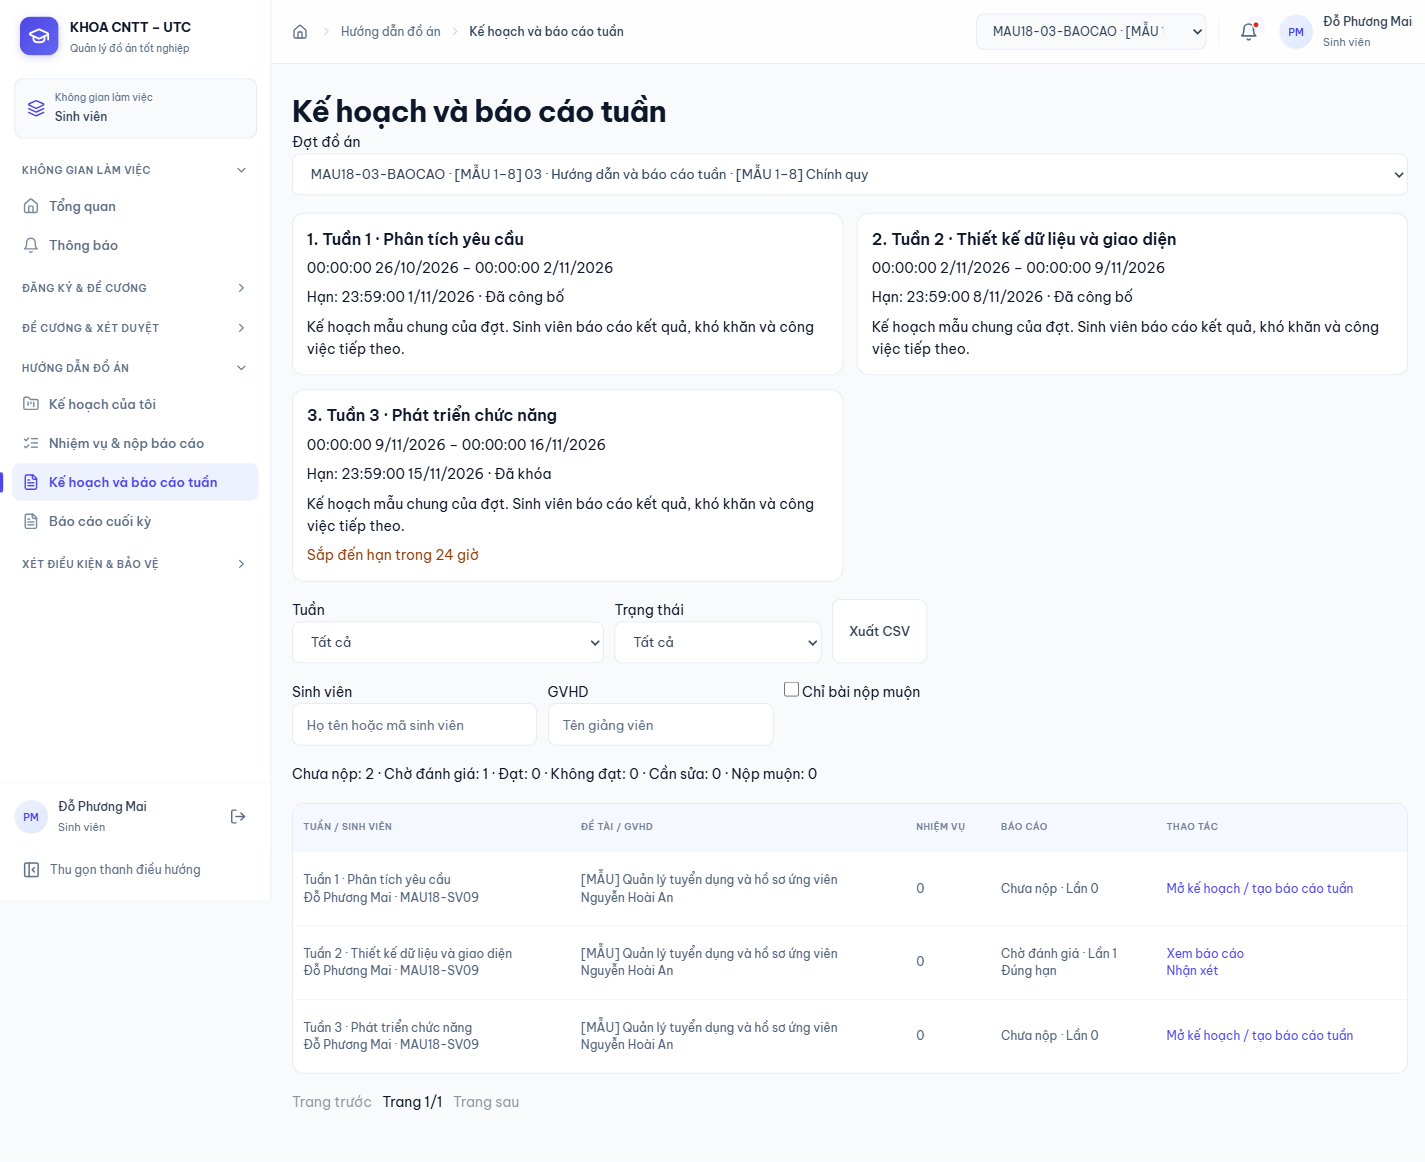 KHOA CNTT – UTC
Quản lý đồ án tốt nghiệp
Không gian làm việc
Sinh viên
KHÔNG GIAN LÀM VIỆC
Tổng quan
Thông báo
ĐĂNG KÝ & ĐỀ CƯƠNG
ĐỀ CƯƠNG & XÉT DUYỆT
HƯỚNG DẪN ĐỒ ÁN
Kế hoạch của tôi
Nhiệm vụ & nộp báo cáo
Kế hoạch và báo cáo tuần
Báo cáo cuối kỳ
XÉT ĐIỀU KIỆN & BẢO VỆ
PM
Đỗ Phương Mai
Sinh viên
Thu gọn thanh điều hướng
Hướng dẫn đồ án
Kế hoạch và báo cáo tuần
MAU18-03-BAOCAO · [MẪU 1
PM
Đỗ Phương Mai
Sinh viên
Kế hoạch và báo cáo tuần
Đợt đồ án
MAU18-03-BAOCAO · [MẪU 1–8] 03 · Hướng dẫn và báo cáo tuần · [MẪU 1–8] Chính quy
1. Tuần 1 · Phân tích yêu cầu
00:00:00 26/10/2026 – 00:00:00 2/11/2026
Hạn: 23:59:00 1/11/2026 · Đã công bố
Kế hoạch mẫu chung của đợt. Sinh viên báo cáo kết quả, khó khăn và công
việc tiếp theo.
2. Tuần 2 · Thiết kế dữ liệu và giao diện
00:00:00 2/11/2026 – 00:00:00 9/11/2026
Hạn: 23:59:00 8/11/2026 · Đã công bố
Kế hoạch mẫu chung của đợt. Sinh viên báo cáo kết quả, khó khăn và công
việc tiếp theo.
3. Tuần 3 · Phát triển chức năng
00:00:00 9/11/2026 – 00:00:00 16/11/2026
Hạn: 23:59:00 15/11/2026 · Đã khóa
Kế hoạch mẫu chung của đợt. Sinh viên báo cáo kết quả, khó khăn và công
việc tiếp theo.
Sắp đến hạn trong 24 giờ
Tuần
Tất cả
Trạng thái
Tất cả
Xuất CSV
Sinh viên
Họ tên hoặc mã sinh viên
GVHD
Tên giảng viên
Chỉ bài nộp muộn
Chưa nộp: 2 · Chờ đánh giá: 1 · Đạt: 0 · Không đạt: 0 · Cần sửa: 0 · Nộp muộn: 0
TUẦN / SINH VIÊN
ĐỀ TÀI / GVHD
NHIỆM VỤ
BÁO CÁO
THAO TÁC
Tuần 1 · Phân tích yêu cầu
Đỗ Phương Mai · MAU18-SV09
[MẪU] Quản lý tuyển dụng và hồ sơ ứng viên
Nguyễn Hoài An
0
Chưa nộp · Lần 0
Mở kế hoạch / tạo báo cáo tuần
Tuần 2 · Thiết kế dữ liệu và giao diện
Đỗ Phương Mai · MAU18-SV09
[MẪU] Quản lý tuyển dụng và hồ sơ ứng viên
Nguyễn Hoài An
0
Chờ đánh giá · Lần 1
Đúng hạn
Xem báo cáo
Nhận xét
Tuần 3 · Phát triển chức năng
Đỗ Phương Mai · MAU18-SV09
[MẪU] Quản lý tuyển dụng và hồ sơ ứng viên
Nguyễn Hoài An
0
Chưa nộp · Lần 0
Mở kế hoạch / tạo báo cáo tuần
Trang trước Trang 1/1 Trang sau